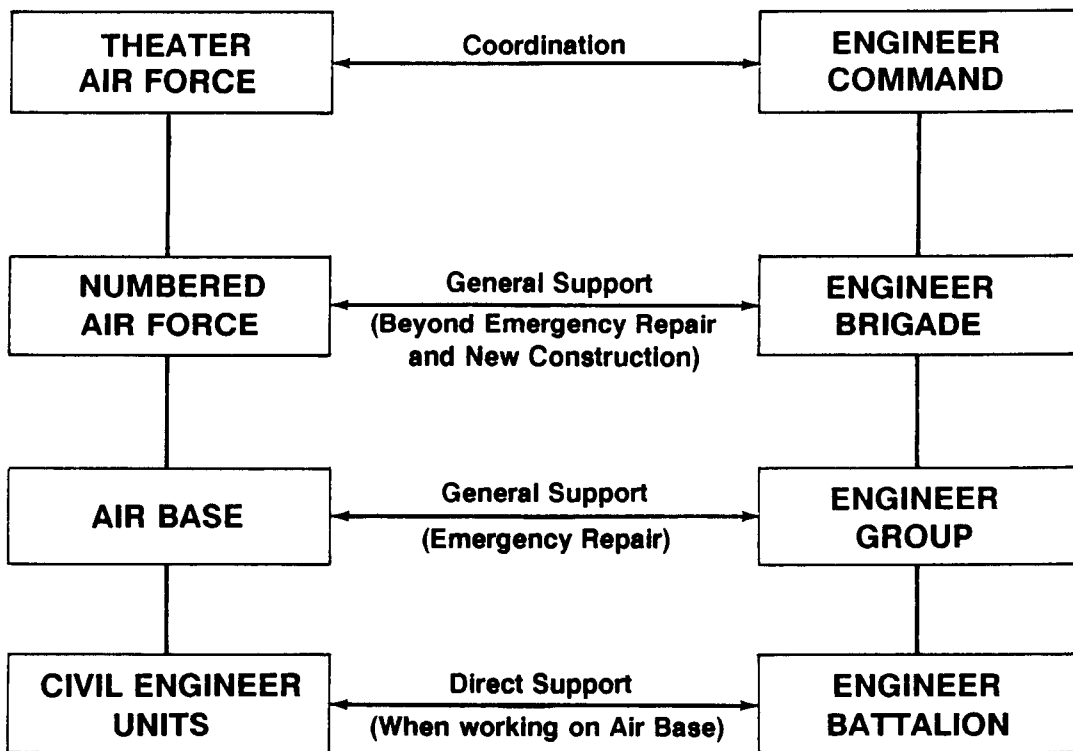 THEATER
AIR FORCE
Coordination
ENGINEER
COMMAND
NUMBERED
AIR FORCE
General Support
(Beyond Emergency Repair
and New Construction)
ENGINEER
BRIGADE
AIR BASE
General Support
(Emergency Repair)
ENGINEER
GROUP
CIVIL ENGINEER
UNITS
Direct Support
(When working on Air Base)
ENGINEER
BATTALION